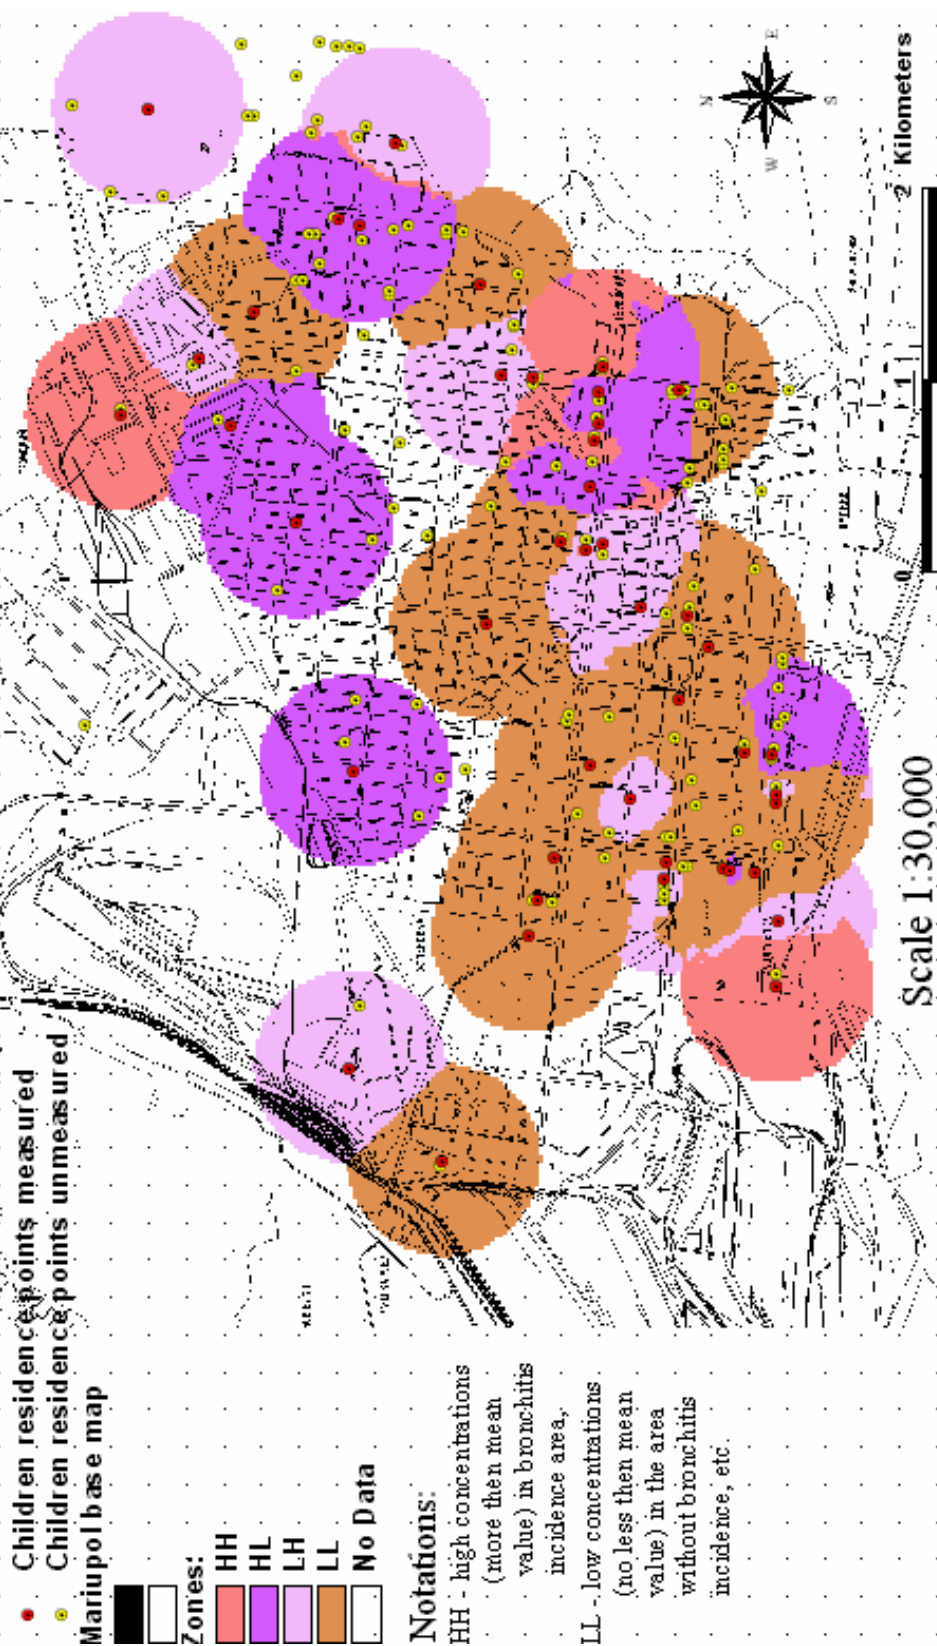 Children residence points measured
Children residence points unmeasured
Mariupol base map
Zones:
HH
HL
LH
LL
No Data
Notations:
HH - high concentrations
(more then mean
value) in bronchitis
incidence area,
LL - low concentrations
(no less then mean
value) in the area
without bronchitis
incidence, etc.
N
E
W
S
0
1
2 Kilometers
Scale 1:30,000